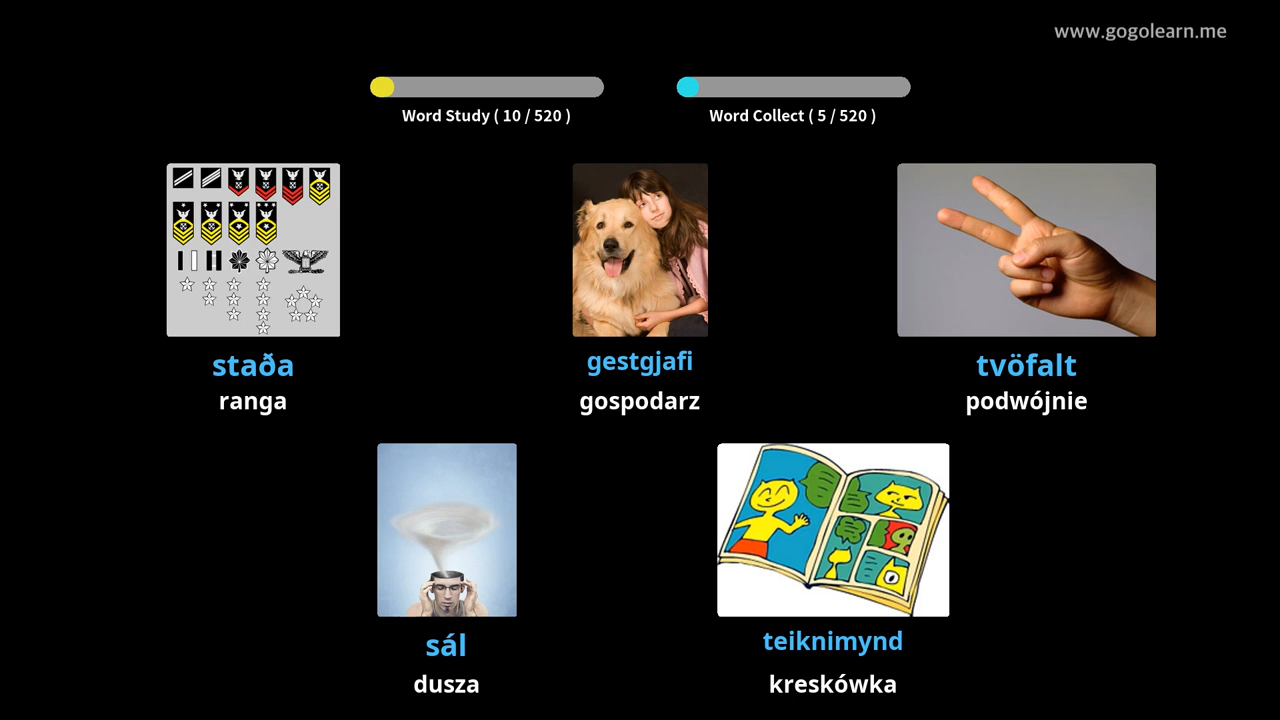 www.gogolearn.me
Word Study ( 10 / 520 )
Word Collect ( 5 / 520 )
staða
ranga
gestgjafi
gospodarz
tvöfalt
podwójnie
sál
dusza
teiknimynd
kreskówka